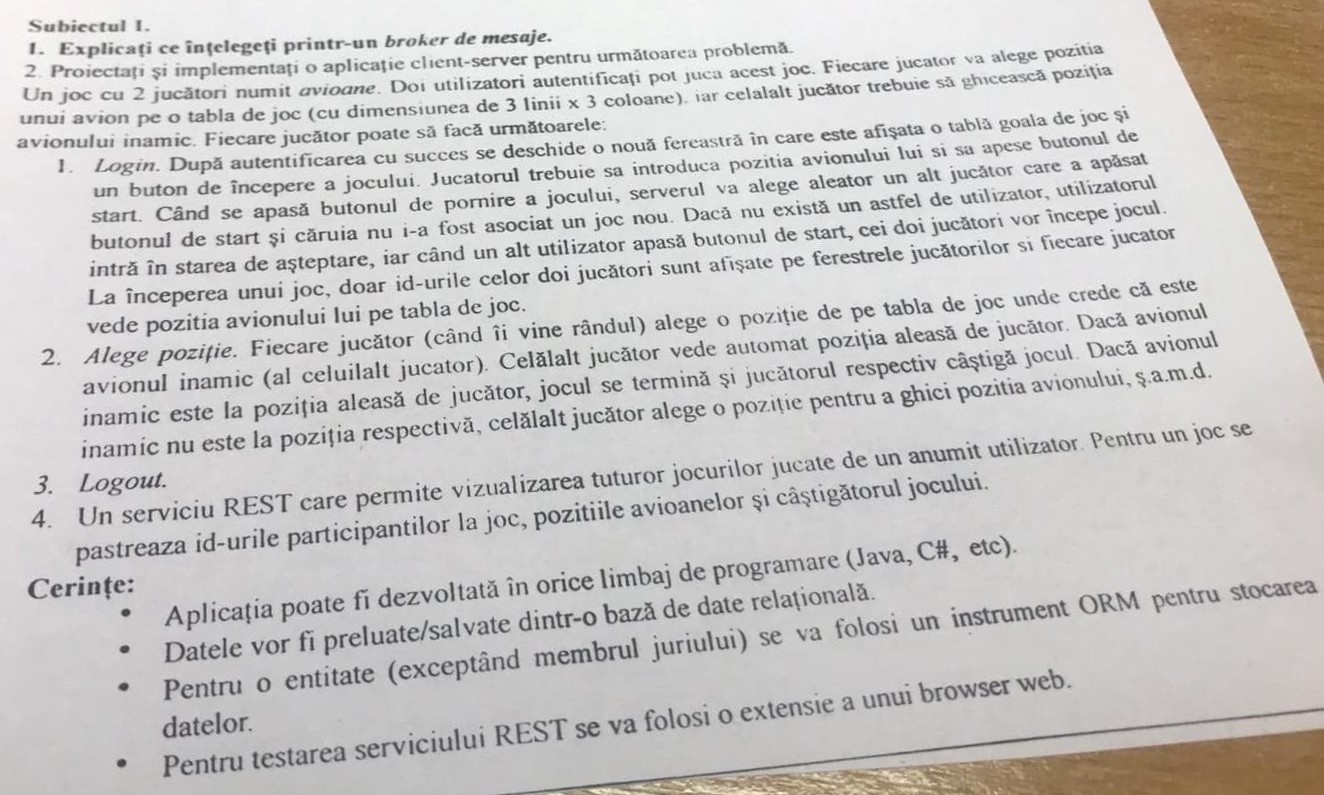 Subiectul I.
1. Explicați ce înțelegeți printr-un broker de mesaje.
2. Proiectați și implementați o aplicație client-server pentru următoarea problemă.
Un joc cu 2 jucători numit avioane. Doi utilizatori autentificați pot juca acest joc. Fiecare jucator va alege pozitia
unui avion pe o tabla de joc (cu dimensiunea de 3 linii x 3 coloane), iar celalalt jucător trebuie să ghicească poziția
avionului inamic. Fiecare jucător poate să facă următoarele:
1. Login. După autentificarea cu succes se deschide o nouă fereastră în care este afișata o tablă goala de joc și
un buton de începere a jocului. Jucatorul trebuie sa introduca pozitia avionului lui si sa apese butonul de
start. Când se apasă butonul de pornire a jocului, serverul va alege aleator un alt jucător care a apăsat
butonul de start și căruia nu i-a fost asociat un joc nou. Dacă nu există un astfel de utilizator, utilizatorul
intră în starea de așteptare, iar când un alt utilizator apasă butonul de start, cei doi jucători vor începe jocul.
La începerea unui joc, doar id-urile celor doi jucători sunt afișate pe ferestrele jucătorilor si fiecare jucator
vede pozitia avionului lui pe tabla de joc.
2. Alege poziție. Fiecare jucător (când îi vine rândul) alege o poziție de pe tabla de joc unde crede că este
avionul inamic (al celuilalt jucator). Celălalt jucător vede automat poziția aleasă de jucător. Dacă avionul
inamic este la poziția aleasă de jucător, jocul se termină și jucătorul respectiv câștigă jocul. Dacă avionul
inamic nu este la poziția respectivă, celălalt jucător alege o poziție pentru a ghici pozitia avionului, ș.a.m.d.
3. Logout.
4. Un serviciu REST care permite vizualizarea tuturor jocurilor jucate de un anumit utilizator. Pentru un joc se
pastreaza id-urile participantilor la joc, pozitiile avioanelor și câștigătorul jocului.
Cerințe:
• Aplicația poate fi dezvoltată în orice limbaj de programare (Java, C#, etc).
• Datele vor fi preluate/salvate dintr-o bază de date relațională.
• Pentru o entitate (exceptând membrul juriului) se va folosi un instrument ORM pentru stocarea
datelor.
• Pentru testarea serviciului REST se va folosi o extensie a unui browser web.